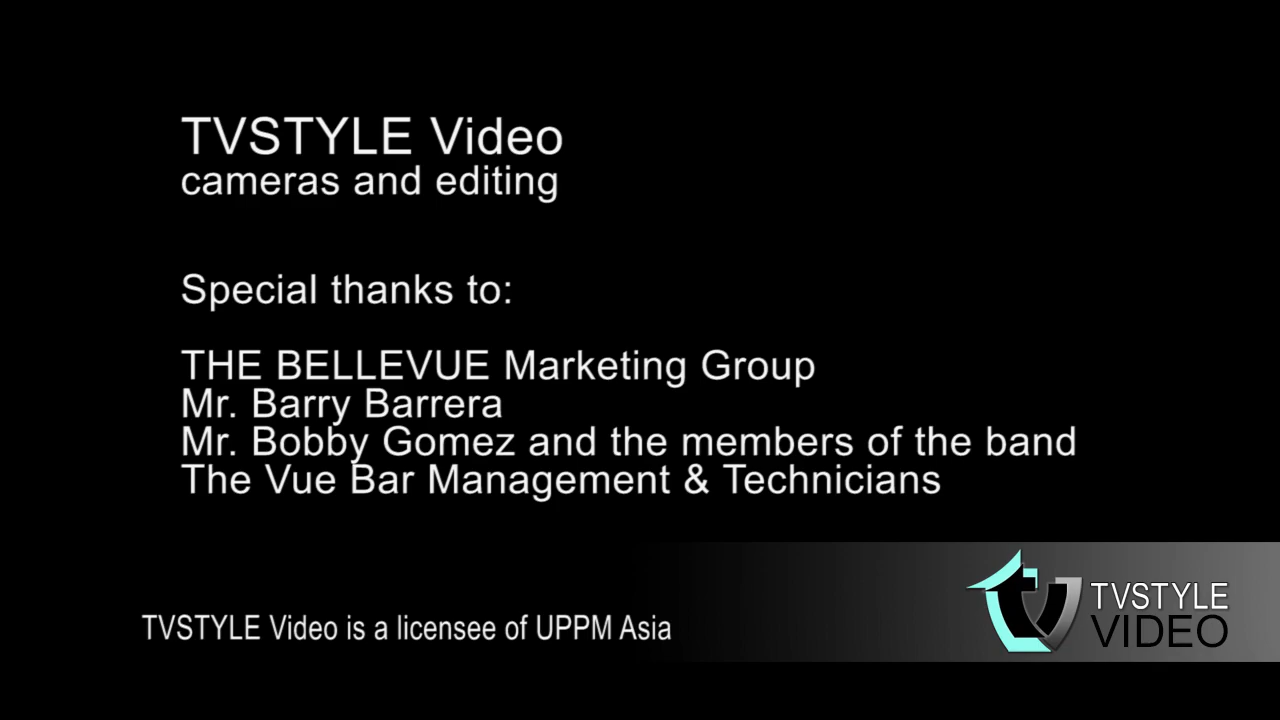 TVSTYLE Video
cameras and editing
Special thanks to:
THE BELLEVUE Marketing Group
Mr. Barry Barrera
Mr. Bobby Gomez and the members of the band
The Vue Bar Management & Technicians
TVSTYLE Video is a licensee of UPPM Asia
TVSTYLE
VIDEO